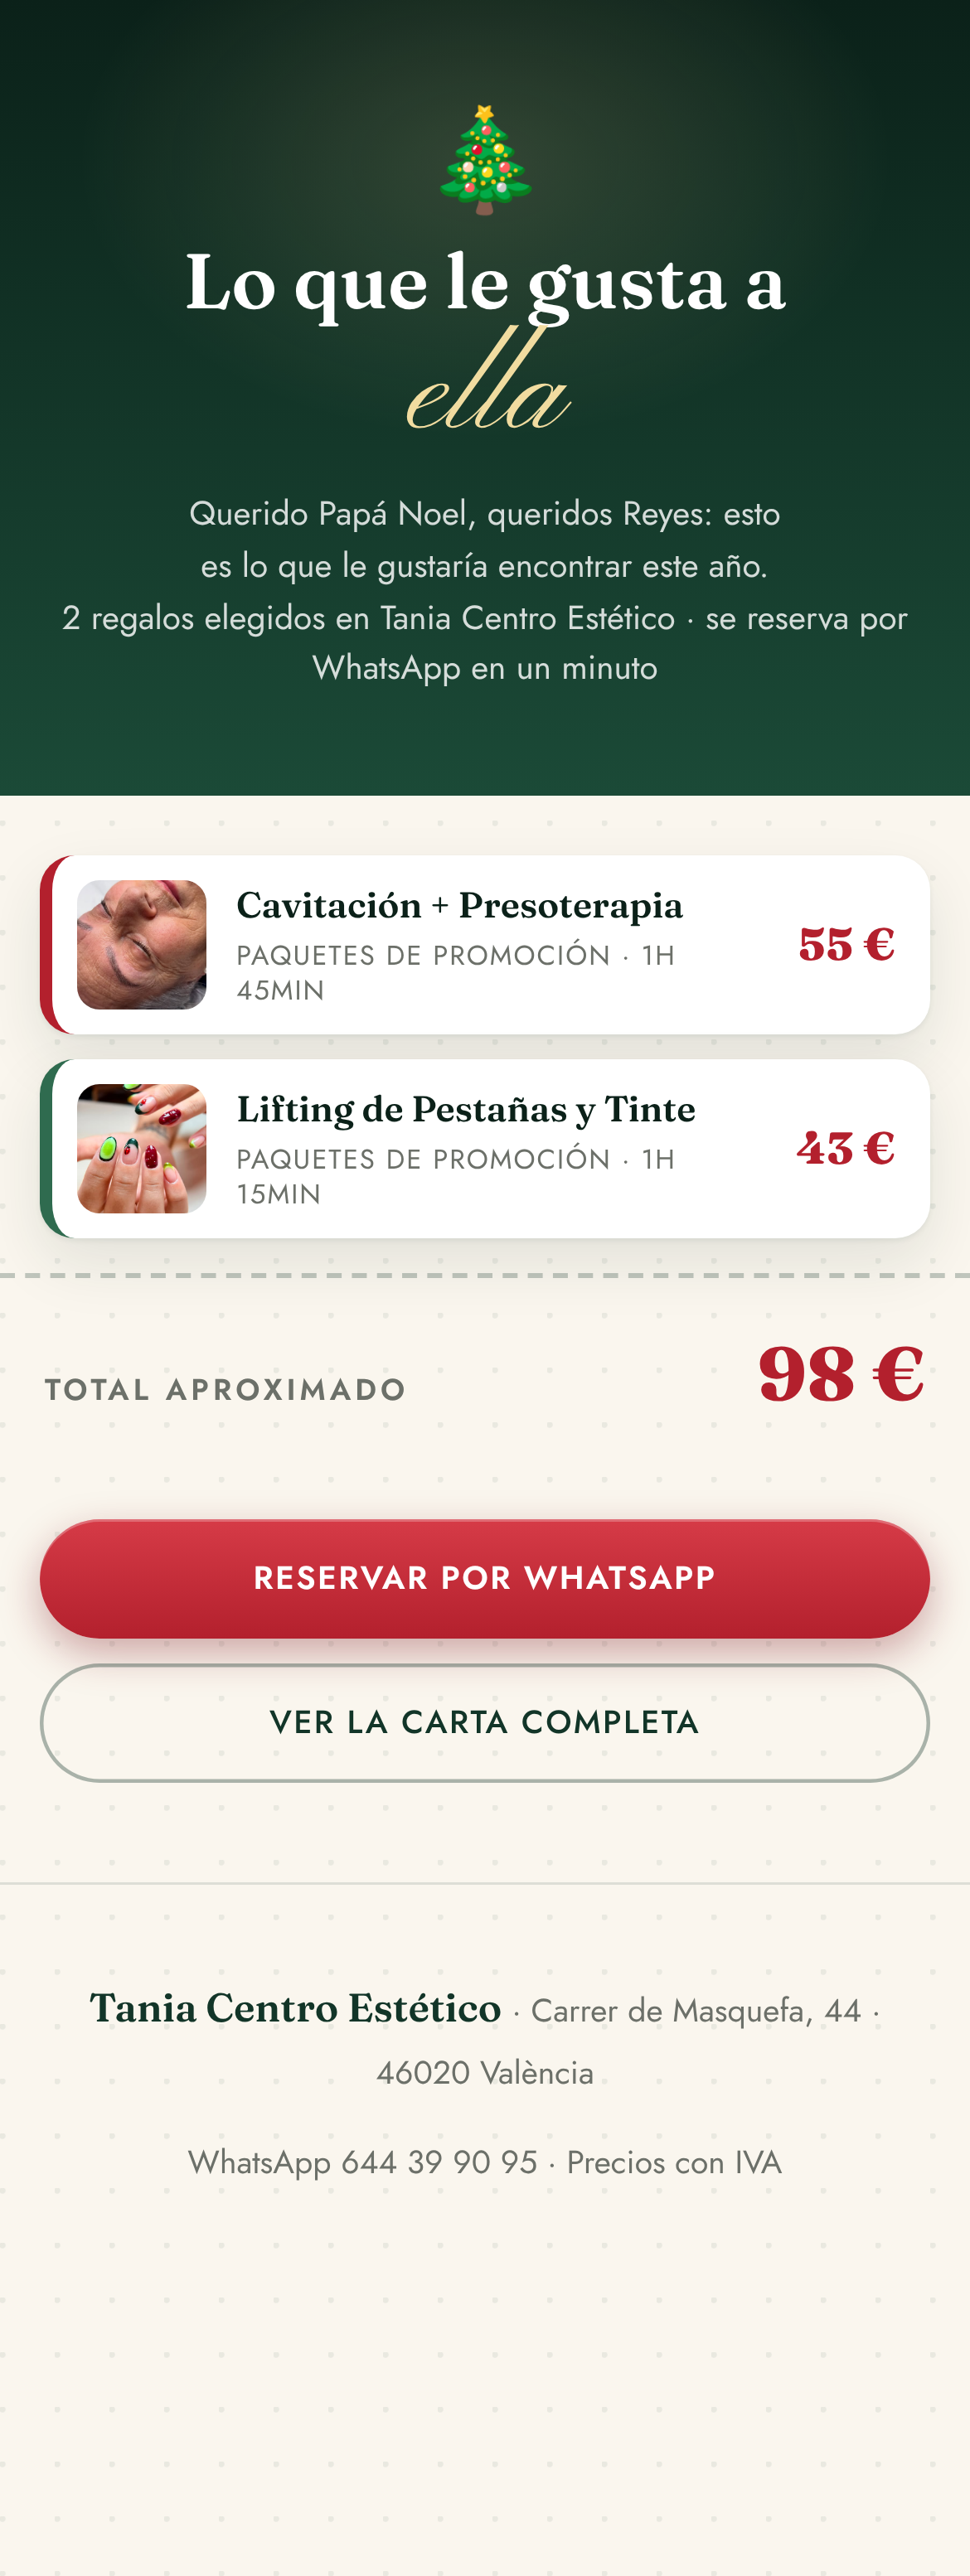 Lo que le gusta a
ella
Querido Papá Noel, queridos Reyes: esto
es lo que le gustaría encontrar este año.
2 regalos elegidos en Tania Centro Estético · se reserva por
WhatsApp en un minuto
Cavitación + Presoterapia
PAQUETES DE PROMOCIÓN · 1H
45MIN
55 €
Lifting de Pestañas y Tinte
PAQUETES DE PROMOCIÓN · 1H
15MIN
43 €
TOTAL APROXIMADO
98 €
RESERVAR POR WHATSAPP
VER LA CARTA COMPLETA
Tania Centro Estético · Carrer de Masquefa, 44 ·
46020 València
WhatsApp 644 39 90 95 · Precios con IVA